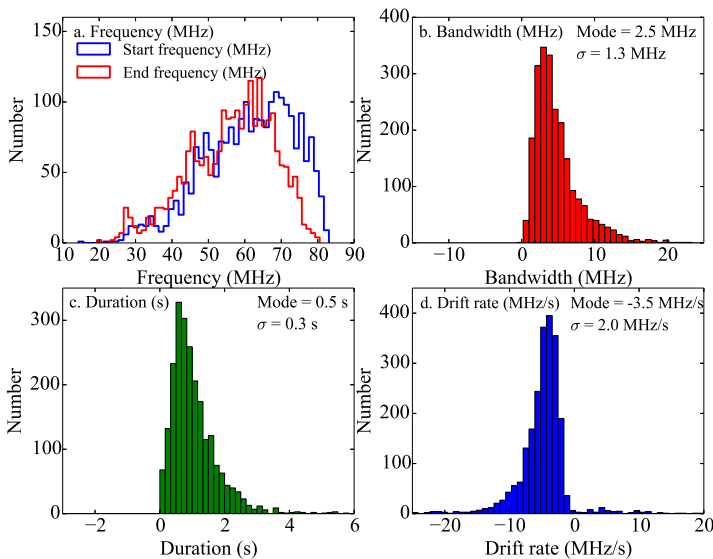 a. Frequency (MHz)
Start frequency (MHz)
End frequency (MHz)
150
100
50
0
Number
10 20 30 40 50 60 70 80 90
Frequency (MHz)
b. Bandwidth (MHz)
Mode = 2.5 MHz
σ = 1.3 MHz
400
300
200
100
0
Number
−10 0 10 20
Bandwidth (MHz)
c. Duration (s)
Mode = 0.5 s
σ = 0.3 s
300
200
100
0
Number
−2 0 2 4 6
Duration (s)
d. Drift rate (MHz/s)
Mode = -3.5 MHz/s
σ = 2.0 MHz/s
400
300
200
100
0
Number
−20 −10 0 10 20
Drift rate (MHz/s)